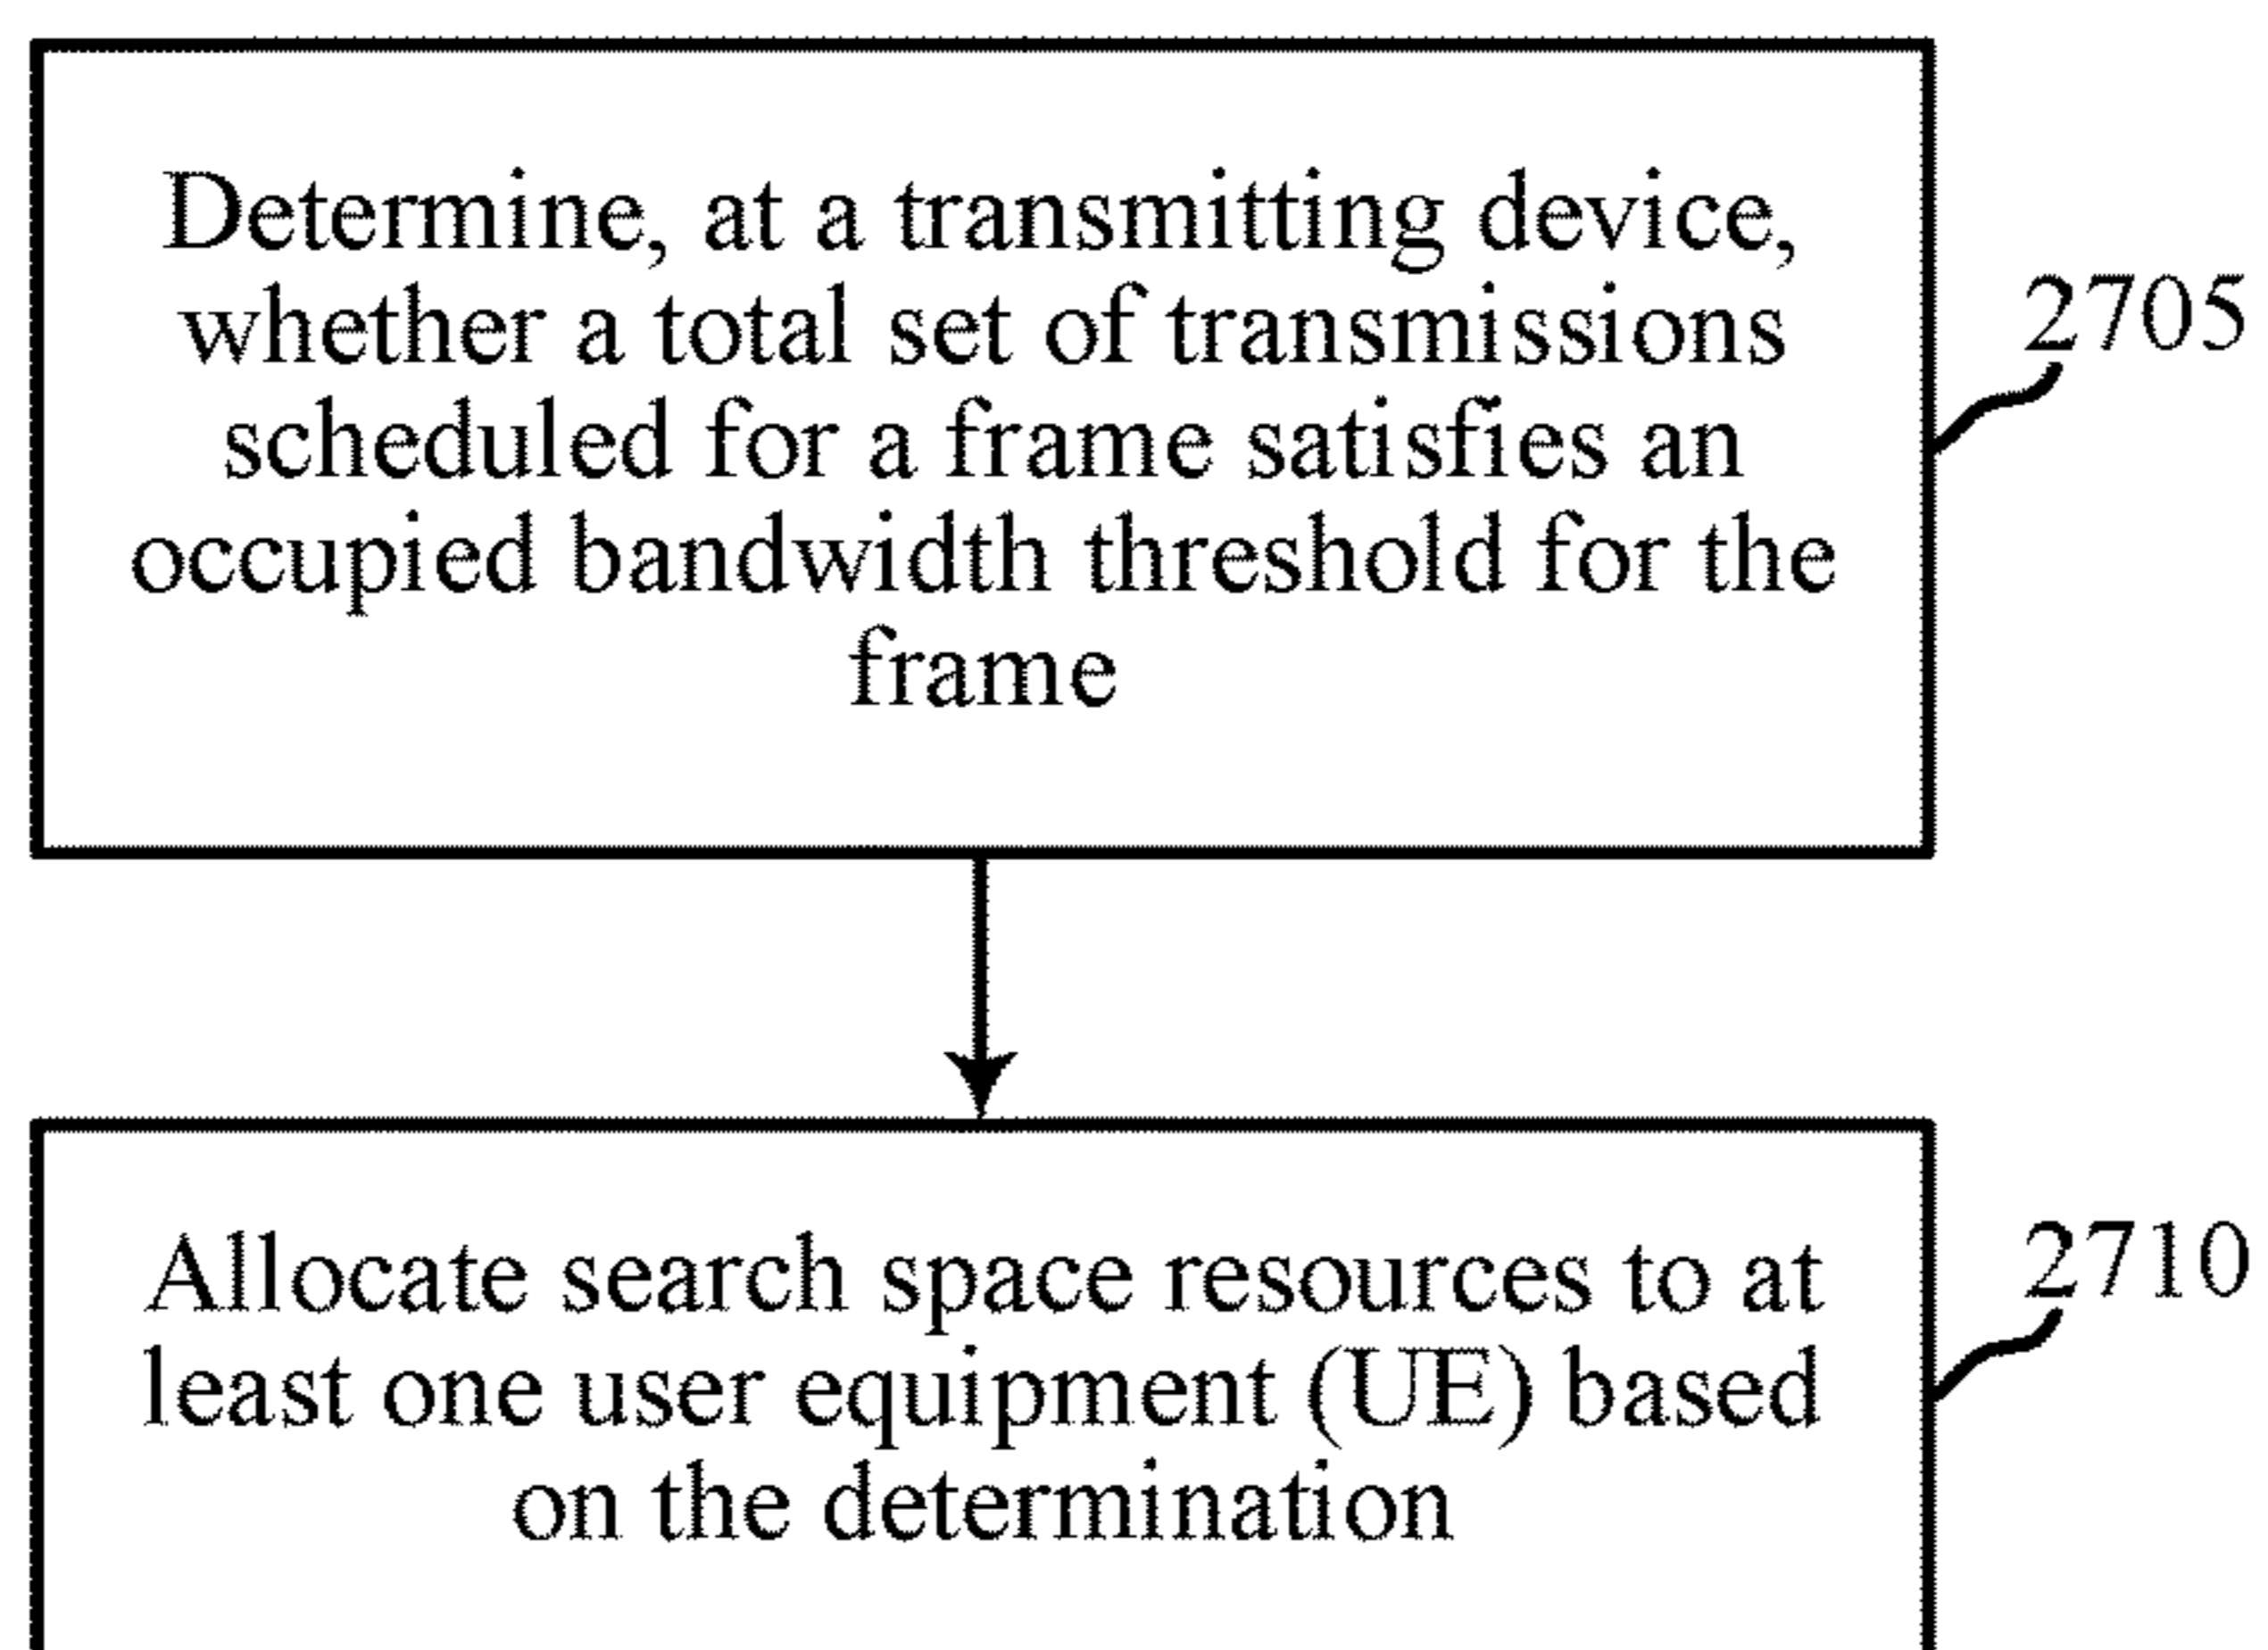 Determine, at a transmitting device,
whether a total set of transmissions
scheduled for a frame satisfies an
occupied bandwidth threshold for the
frame
2705
Allocate search space resources to at
least one user equipment (UE) based
on the determination
2710